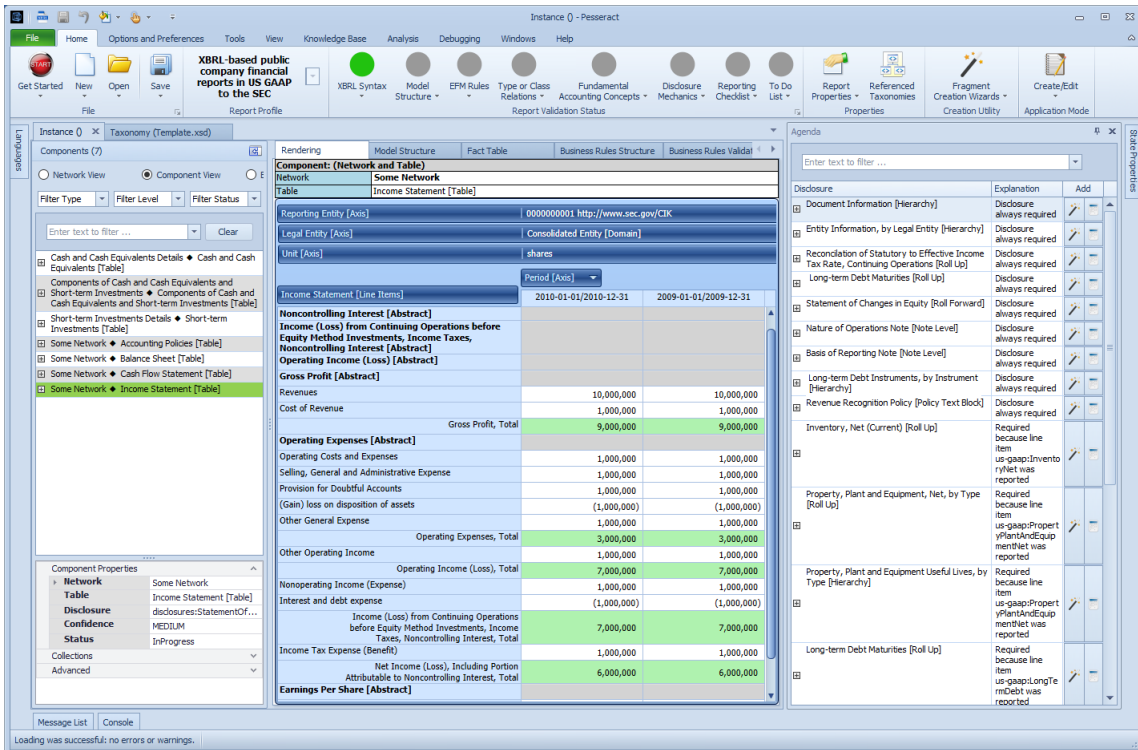 Instance () - Pesseract
File Home Options and Preferences Tools View Knowledge Base Analysis Debugging Windows Help
START
Get Started New Open Save
File
XBRL-based public
company financial
reports in US GAAP
to the SEC
Report Profile
XBRL Syntax Model
Structure EFM Rules Type or Class
Relations Fundamental
Accounting Concepts Disclosure
Mechanics Reporting
Checklist To Do
List
Report Validation Status
Report
Properties Referenced
Taxonomies
Properties
Fragment
Creation Wizards
Creation Utility
Create/Edit
Application Mode
Languages
Instance () Taxonomy (Template.xsd)
Components (7)
Network View Component View E
Filter Type Filter Level Filter Status
Enter text to filter ... Clear
Cash and Cash Equivalents Details ◆ Cash and Cash
Equivalents [Table]
Components of Cash and Cash Equivalents and
Short-term Investments ◆ Components of Cash and
Cash Equivalents and Short-term Investments [Table]
Short-term Investments Details ◆ Short-term
Investments [Table]
Some Network ◆ Accounting Policies [Table]
Some Network ◆ Balance Sheet [Table]
Some Network ◆ Cash Flow Statement [Table]
Some Network ◆ Income Statement [Table]
Component Properties
Network Some Network
Table Income Statement [Table]
Disclosure disclosures:StatementOf...
Confidence MEDIUM
Status InProgress
Collections
Advanced
Rendering Model Structure Fact Table Business Rules Structure Business Rules Validat
Component: (Network and Table)
Network Some Network
Table Income Statement [Table]
Reporting Entity [Axis] 0000000001 http://www.sec.gov/CIK
Legal Entity [Axis] Consolidated Entity [Domain]
Unit [Axis] shares
Period [Axis]
Income Statement [Line Items] 2010-01-01/2010-12-31 2009-01-01/2009-12-31
Noncontrolling Interest [Abstract]
Income (Loss) from Continuing Operations before
Equity Method Investments, Income Taxes,
Noncontrolling Interest [Abstract]
Operating Income (Loss) [Abstract]
Gross Profit [Abstract]
Revenues 10,000,000 10,000,000
Cost of Revenue 1,000,000 1,000,000
Gross Profit, Total 9,000,000 9,000,000
Operating Expenses [Abstract]
Operating Costs and Expenses 1,000,000 1,000,000
Selling, General and Administrative Expense 1,000,000 1,000,000
Provision for Doubtful Accounts 1,000,000 1,000,000
(Gain) loss on disposition of assets (1,000,000) (1,000,000)
Other General Expense 1,000,000 1,000,000
Operating Expenses, Total 3,000,000 3,000,000
Other Operating Income 1,000,000 1,000,000
Operating Income (Loss), Total 7,000,000 7,000,000
Nonoperating Income (Expense) 1,000,000 1,000,000
Interest and debt expense (1,000,000) (1,000,000)
Income (Loss) from Continuing Operations
before Equity Method Investments, Income
Taxes, Noncontrolling Interest, Total 7,000,000 7,000,000
Income Tax Expense (Benefit) 1,000,000 1,000,000
Net Income (Loss), Including Portion
Attributable to Noncontrolling Interest, Total 6,000,000 6,000,000
Earnings Per Share [Abstract]
Agenda
Enter text to filter ...
Disclosure Explanation Add
Document Information [Hierarchy] Disclosure
always required
Entity Information, by Legal Entity [Hierarchy] Disclosure
always required
Reconciliation of Statutory to Effective Income
Tax Rate, Continuing Operations [Roll Up] Disclosure
always required
Long-term Debt Maturities [Roll Up] Disclosure
always required
Statement of Changes in Equity [Roll Forward] Disclosure
always required
Nature of Operations Note [Note Level] Disclosure
always required
Basis of Reporting Note [Note Level] Disclosure
always required
Long-term Debt Instruments, by Instrument
[Hierarchy] Disclosure
always required
Revenue Recognition Policy [Policy Text Block] Disclosure
always required
Inventory, Net (Current) [Roll Up] Required
because line
item
us-gaap:Invento
ryNet was
reported
Property, Plant and Equipment, Net, by Type
[Roll Up] Required
because line
item
us-gaap:Propert
yPlantAndEquip
mentNet was
reported
Property, Plant and Equipment Useful Lives, by
Type [Hierarchy] Required
because line
item
us-gaap:Propert
yPlantAndEquip
mentNet was
reported
Long-term Debt Maturities [Roll Up] Required
because line
item
us-gaap:LongTe
rmDebt was
reported
State Properties
Message List Console
Loading was successful: no errors or warnings.